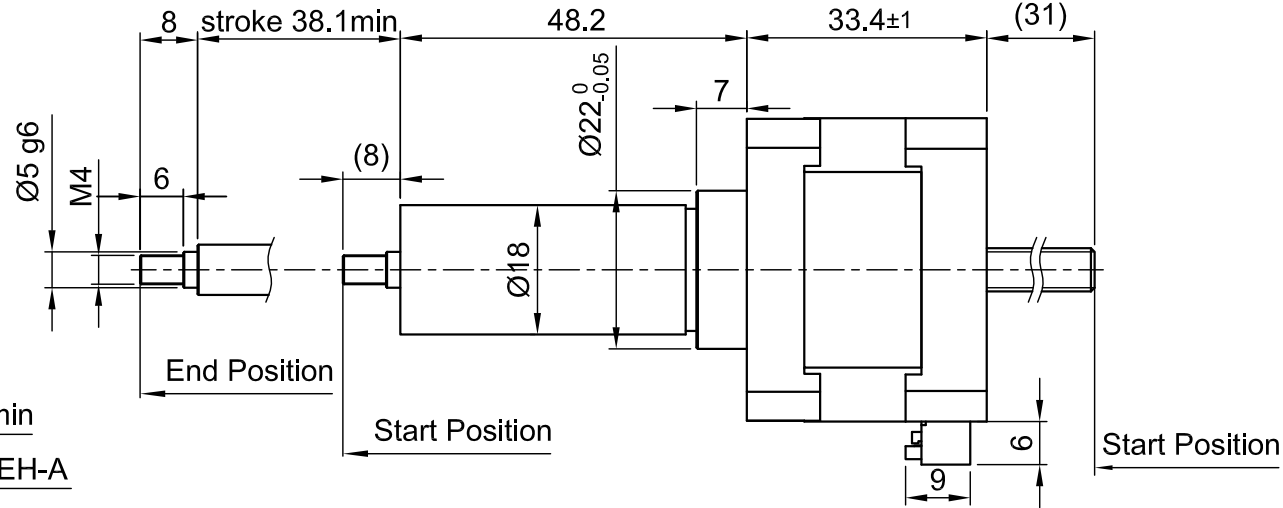 8
stroke 38.1min
48.2
33.4±1
(31)
7
Ø22 0 -0.05
Ø5 g6
M4
6
(8)
Ø18
End Position
Start Position
6
9
Start Position
EH-A